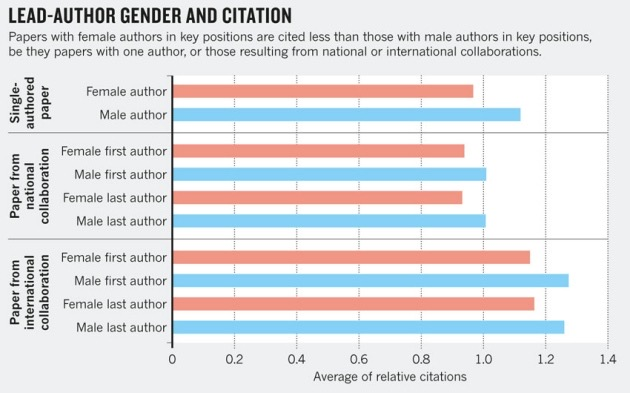 LEAD-AUTHOR GENDER AND CITATION
Papers with female authors in key positions are cited less than those with male authors in key positions,
be they papers with one author, or those resulting from national or international collaborations.
Single-
authored
paper
Female author
Male author
Paper from
national
collaboration
Female first author
Male first author
Female last author
Male last author
Paper from
international
collaboration
Female first author
Male first author
Female last author
Male last author
0 0.2 0.4 0.6 0.8 1.0 1.2 1.4
Average of relative citations